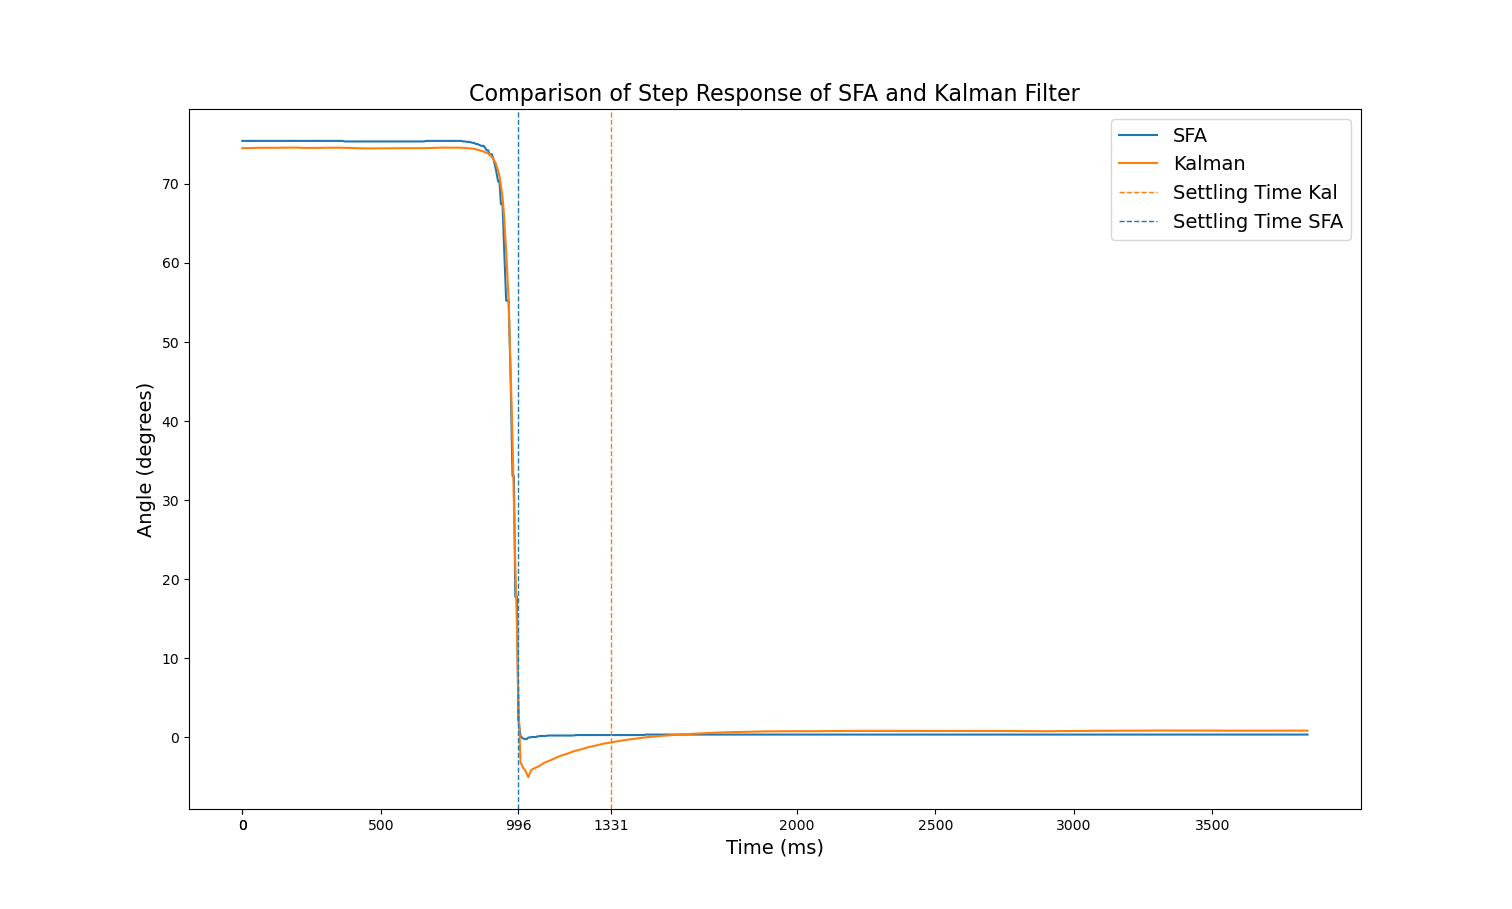 Comparison of Step Response of SFA and Kalman Filter
SFA
Kalman
Settling Time Kal
Settling Time SFA
Angle (degrees)
70
60
50
40
30
20
10
0
0 500 996 1331 2000 2500 3000 3500
Time (ms)